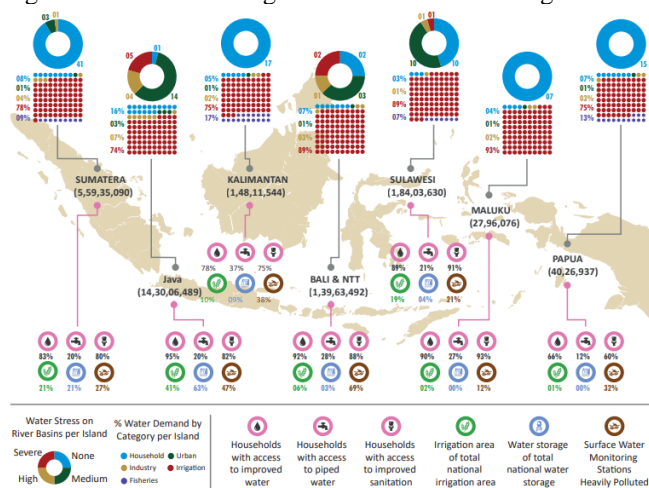 03 01
41
05 01
04 14
17
02 02
04 03
01 01
10 10
07
15
08%
01%
04%
78%
09%
16%
03%
07%
74%
05%
01%
02%
75%
17%
07%
01%
03%
89%
03%
01%
01%
89%
07%
04%
01%
02%
93%
07%
01%
03%
75%
13%
SUMATERA
(5,59,35,090)
KALIMANTAN
(1,48,11,544)
SULAWESI
(1,84,03,630)
MALUKU
(27,96,076)
PAPUA
(40,26,937)
Java
(14,30,06,489)
BALI & NTT
(1,39,63,492)
78% 37% 75%
09% 38%
89% 21% 91%
19% 04% 21%
83% 20% 80%
21% 21% 27%
95% 20% 82%
41% 63% 47%
92% 28% 88%
06% 03% 69%
90% 27% 93%
02% 00% 12%
66% 12% 60%
01% 00% 32%
Water Stress on
River Basins per Island
Severe None
High Medium
% Water Demand by
Category per Island
Household Urban
Industry Irrigation
Fisheries
Households
with access
to improved
water
Households
with access
to piped
water
Households
with access
to improved
sanitation
Irrigation area
of total
national
irrigation area
Water storage
of total
national water
storage
Surface Water
Monitoring
Stations
Heavily Polluted